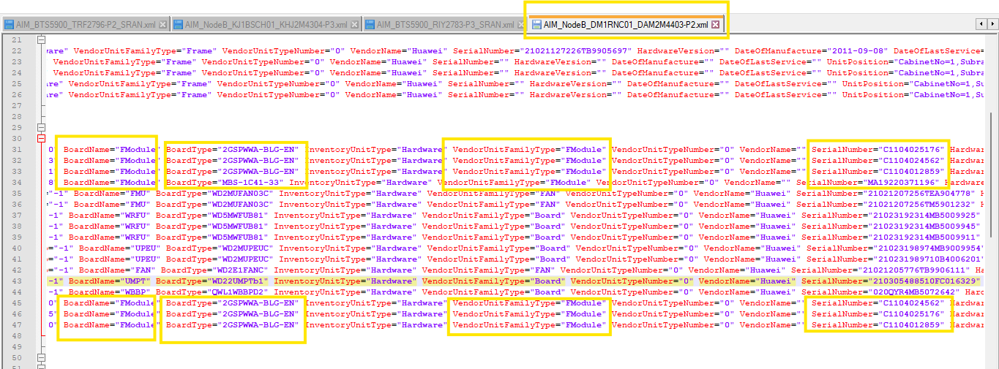 AIM_BTS5900_TRF2796-P2_SRAN.xml AIM_NodeB_KJ1BSCH01_KHJ2M4304-P3.xml AIM_BTS5900_RIY2783-P3_SRAN.xml AIM_NodeB_DM1RNC01_DAM2M4403-P2.xml
21
22 ware" VendorUnitFamilyType="Frame" VendorUnitTypeNumber="0" VendorName="Huawei" SerialNumber="21021127226TB9905697" HardwareVersion="" DateOfManufacture="2011-09-08" DateOfLastService=
23 VendorUnitFamilyType="Frame" VendorUnitTypeNumber="0" VendorName="Huawei" SerialNumber="" HardwareVersion="" DateOfManufacture="" DateOfLastService="" UnitPosition="CabinetNo=1,Subra
24 VendorUnitFamilyType="Frame" VendorUnitTypeNumber="0" VendorName="Huawei" SerialNumber="" HardwareVersion="" DateOfManufacture="" DateOfLastService="" UnitPosition="CabinetNo=1,Subra
25 are" VendorUnitFamilyType="Frame" VendorUnitTypeNumber="0" VendorName="Huawei" SerialNumber="" HardwareVersion="" DateOfManufacture="" DateOfLastService="" UnitPosition="CabinetNo=1,Su
26 are" VendorUnitFamilyType="Frame" VendorUnitTypeNumber="0" VendorName="Huawei" SerialNumber="" HardwareVersion="" DateOfManufacture="" DateOfLastService="" UnitPosition="CabinetNo=1,Su
27
28
29
30
31 0" BoardName="FModule" BoardType="2GSPWWA-BLG-EN" InventoryUnitType="Hardware" VendorUnitFamilyType="FModule" VendorUnitTypeNumber="0" VendorName="" SerialNumber="C1104025176" Hardwar
32 3" BoardName="FModule" BoardType="2GSPWWA-BLG-EN" InventoryUnitType="Hardware" VendorUnitFamilyType="FModule" VendorUnitTypeNumber="0" VendorName="" SerialNumber="C1104024562" Hardwar
33 1" BoardName="FModule" BoardType="2GSPWWA-BLG-EN" InventoryUnitType="Hardware" VendorUnitFamilyType="FModule" VendorUnitTypeNumber="0" VendorName="" SerialNumber="C1104012859" Hardwar
34 8" BoardName="FModule" BoardType="MBS-1C41-33" InventoryUnitType="Hardware" VendorUnitFamilyType="FModule" VendorUnitTypeNumber="0" VendorName="" SerialNumber="MA19220371196" Hardware
35 ="-1" BoardName="FMU" BoardType="WD2MUFAN03C" InventoryUnitType="Hardware" VendorUnitFamilyType="FAN" VendorUnitTypeNumber="0" VendorName="Huawei" SerialNumber="21021207256TEA904778" H
36 ="-1" BoardName="FMU" BoardType="WD2MUFAN03C" InventoryUnitType="Hardware" VendorUnitFamilyType="FAN" VendorUnitTypeNumber="0" VendorName="Huawei" SerialNumber="21021207256TM5901232" H
37 -1" BoardName="WRFU" BoardType="WD5MWFUB81" InventoryUnitType="Hardware" VendorUnitFamilyType="Board" VendorUnitTypeNumber="0" VendorName="Huawei" SerialNumber="21023192314MB5009925"
38 -1" BoardName="WRFU" BoardType="WD5MWFUB81" InventoryUnitType="Hardware" VendorUnitFamilyType="Board" VendorUnitTypeNumber="0" VendorName="Huawei" SerialNumber="21023192314MB5009945"
39 -1" BoardName="WRFU" BoardType="WD5MWFUB81" InventoryUnitType="Hardware" VendorUnitFamilyType="Board" VendorUnitTypeNumber="0" VendorName="Huawei" SerialNumber="21023192314MB5009911"
40 ="-1" BoardName="UPEU" BoardType="WD2MUPEUC" InventoryUnitType="Hardware" VendorUnitFamilyType="Board" VendorUnitTypeNumber="0" VendorName="Huawei" SerialNumber="21023198974MB9009954"
41 -1" BoardName="UPEU" BoardType="WD2MUPEUC" InventoryUnitType="Hardware" VendorUnitFamilyType="Board" VendorUnitTypeNumber="0" VendorName="Huawei" SerialNumber="21023198710B4006201"
42 ="-1" BoardName="FAN" BoardType="WD2E1FANC" InventoryUnitType="Hardware" VendorUnitFamilyType="FAN" VendorUnitTypeNumber="0" VendorName="Huawei" SerialNumber="21021205776TB9906111" Ha
43 -1" BoardName="UMPT" BoardType="WD22UMPTb1" InventoryUnitType="Hardware" VendorUnitFamilyType="Board" VendorUnitTypeNumber="0" VendorName="Huawei" SerialNumber="210305488510FC016329"
44 -1" BoardName="WBBP" BoardType="QWL1WBBPD2" InventoryUnitType="Hardware" VendorUnitFamilyType="Board" VendorUnitTypeNumber="0" VendorName="Huawei" SerialNumber="020QYR4MB5072642" Hard
45 0" BoardName="FModule" BoardType="2GSPWWA-BLG-EN" InventoryUnitType="Hardware" VendorUnitFamilyType="FModule" VendorUnitTypeNumber="0" VendorName="" SerialNumber="C1104024562" Hardwar
46 5" BoardName="FModule" BoardType="2GSPWWA-BLG-EN" InventoryUnitType="Hardware" VendorUnitFamilyType="FModule" VendorUnitTypeNumber="0" VendorName="" SerialNumber="C1104025176" Hardwar
47 0" BoardName="FModule" BoardType="2GSPWWA-BLG-EN" InventoryUnitType="Hardware" VendorUnitFamilyType="FModule" VendorUnitTypeNumber="0" VendorName="" SerialNumber="C1104012859" Hardwar
48
49
50
51